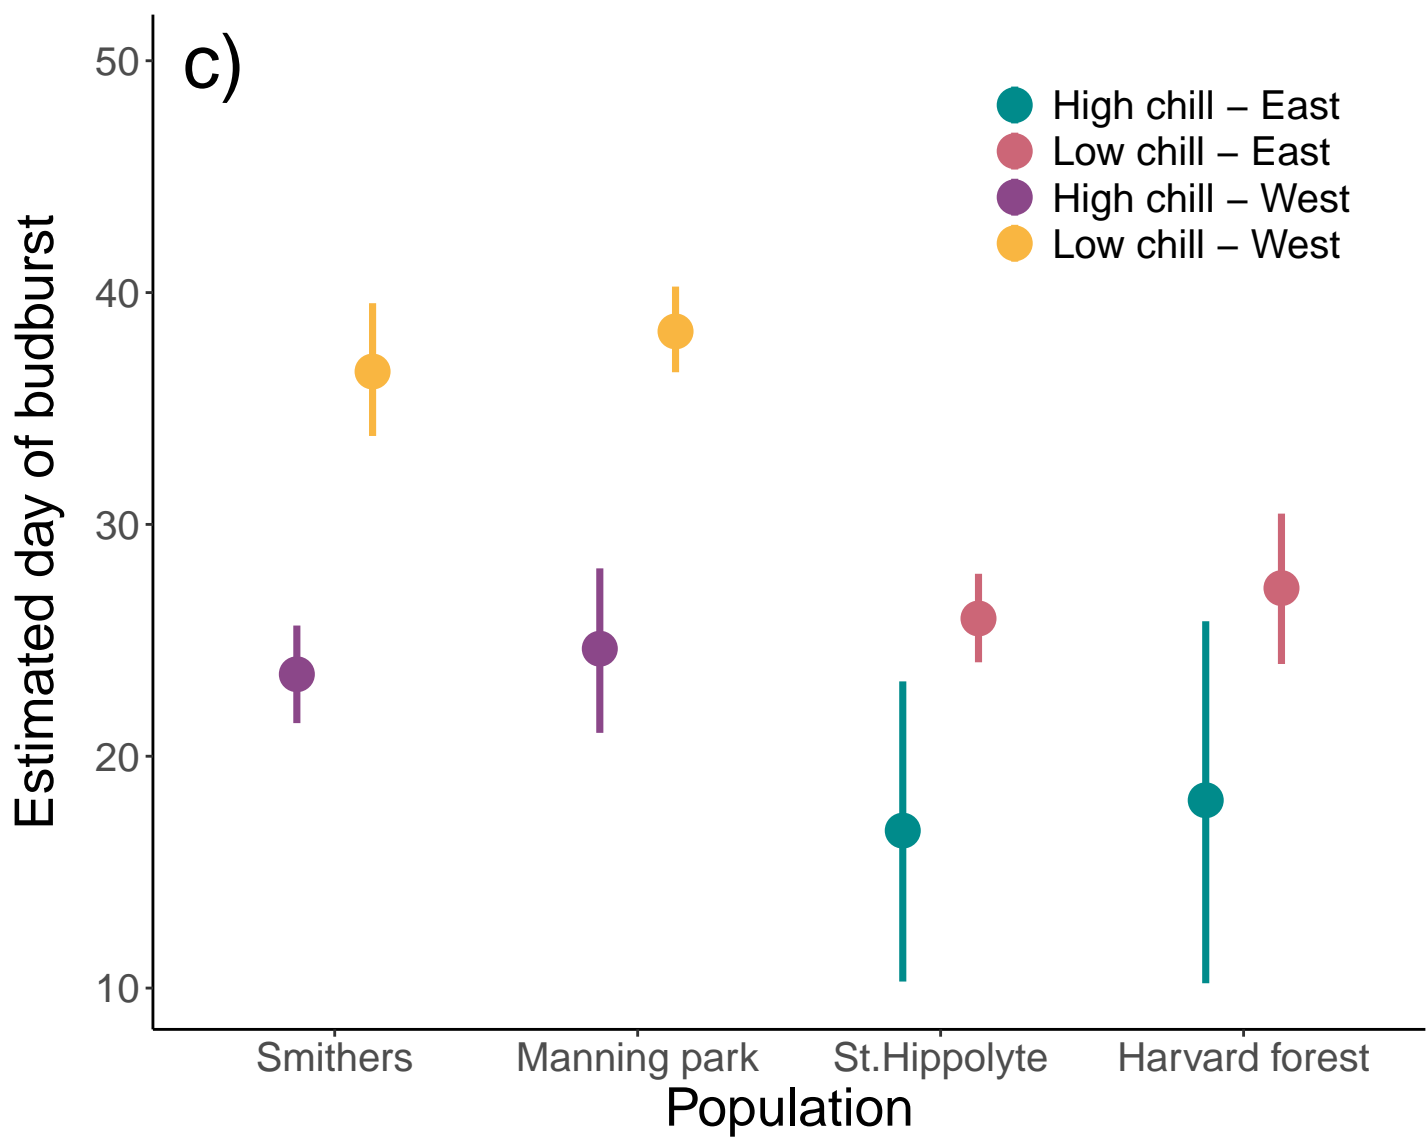 c)
High chill – East
Low chill – East
High chill – West
Low chill – West
Estimated day of budburst
50
40
30
20
10
Smithers
Manning park
St.Hippolyte
Harvard forest
Population